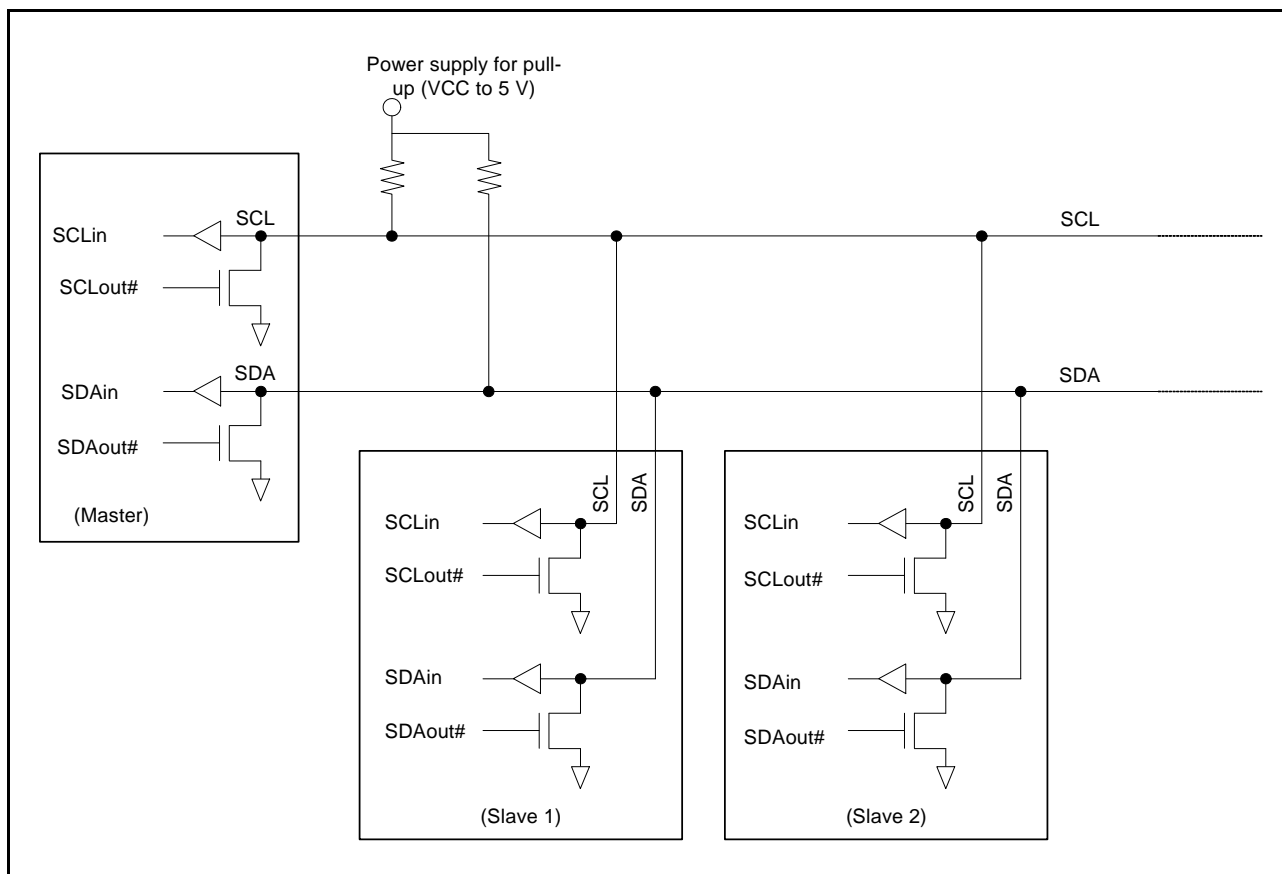 Power supply for pull-
up (VCC to 5 V)
SCL
SCLin
SCL
SCLout#
SDA
SDAin
SDA
SDAout#
(Master)
SCL
SDA
SCLin
SCLout#
SDAin
SDAout#
(Slave 1)
SCL
SDA
SCLin
SCLout#
SDAin
SDAout#
(Slave 2)